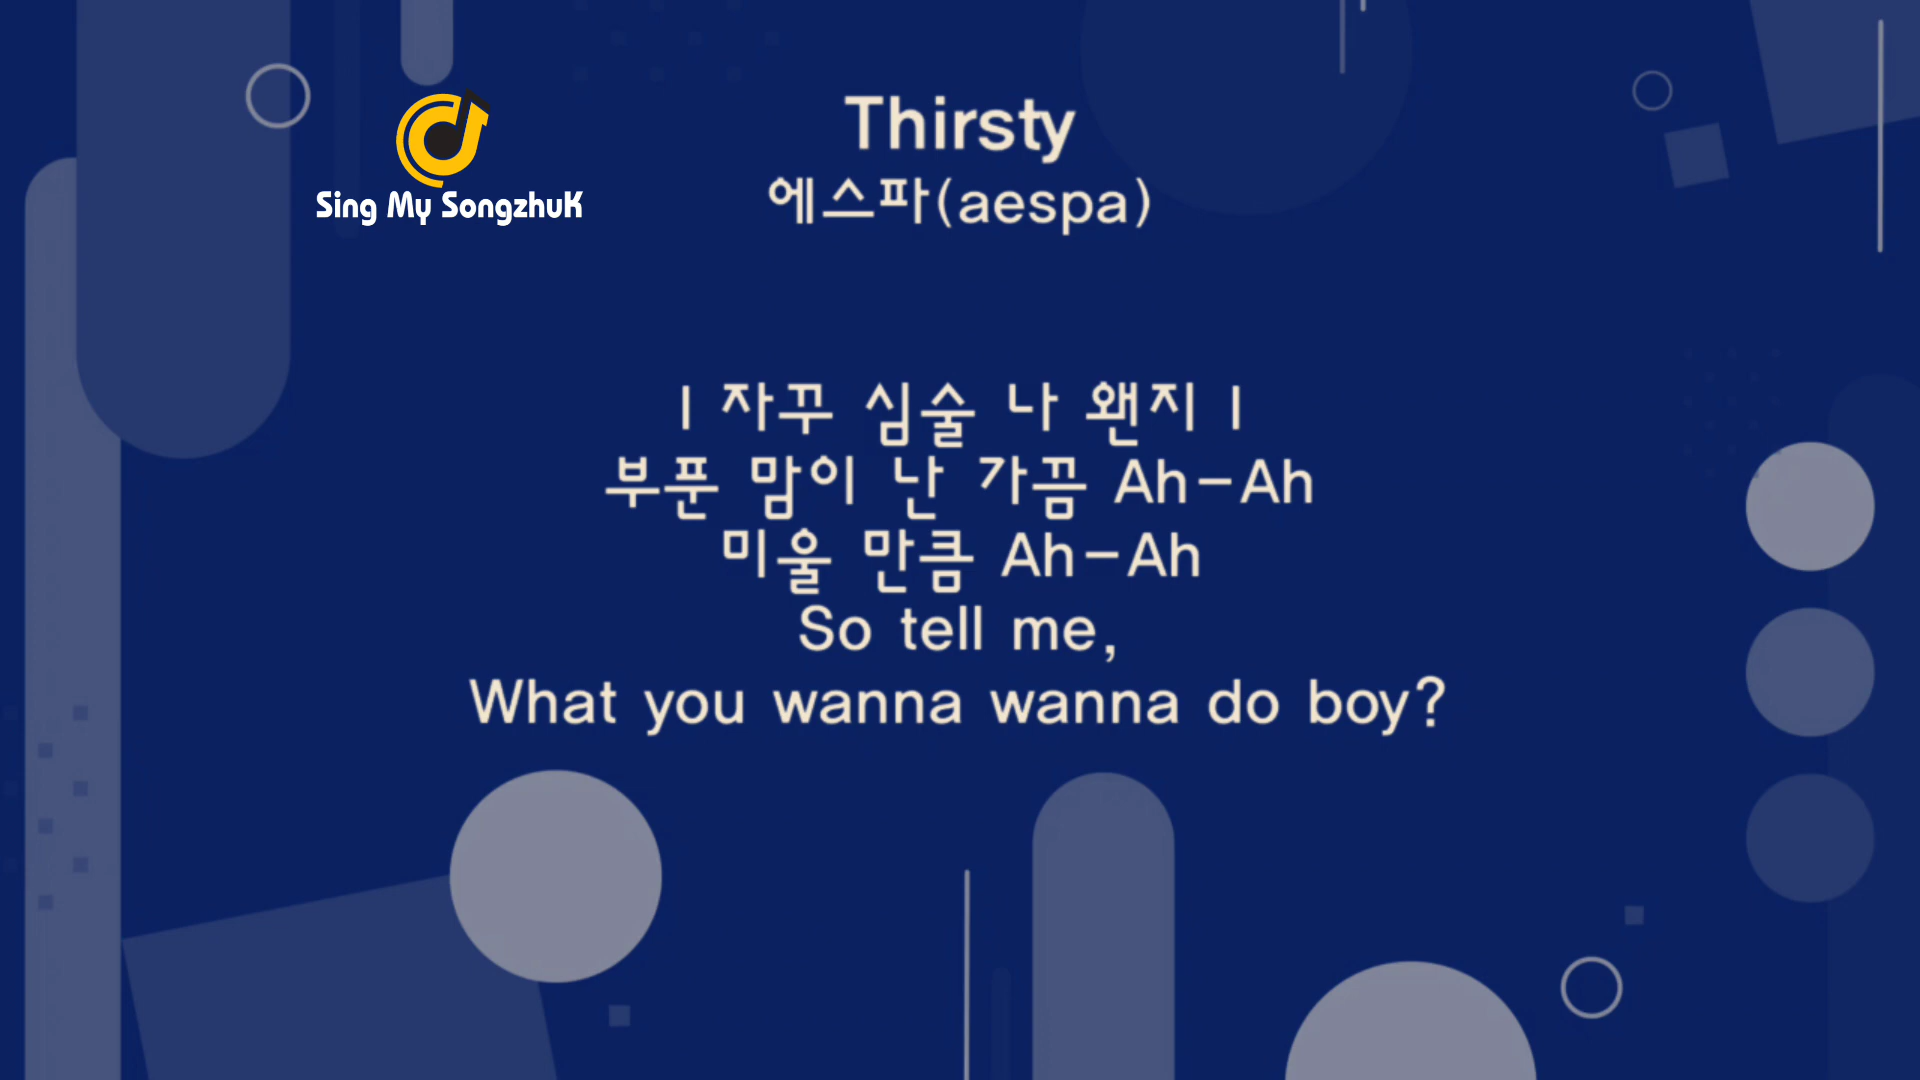 Sing My SongzhuK
Thirsty
에스파(aespa)
I 자꾸 심술 나 왠지 I
부푼 맘이 난 가끔 Ah-Ah
미울 만큼 Ah-Ah
So tell me,
What you wanna wanna do boy?